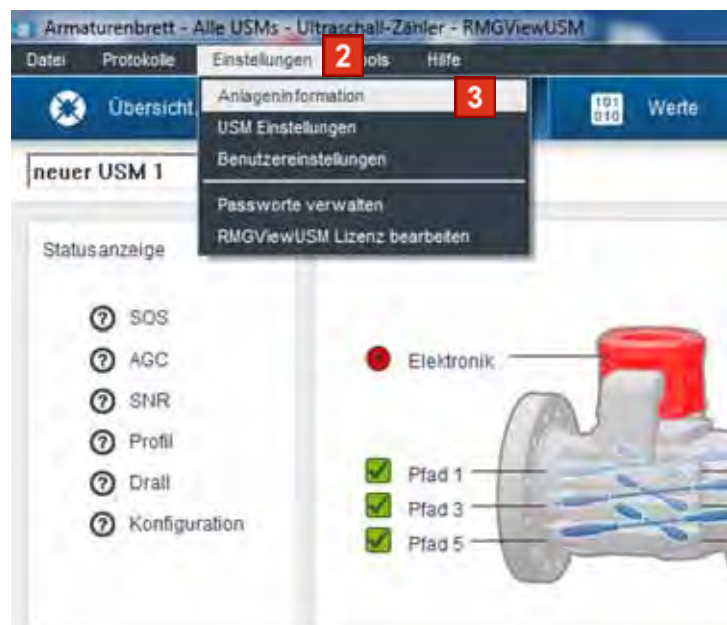 Armaturenbrett - Alle USMs - Ultraschall-Zähler - RMGViewUSM
Datei Protokolle Einstellungen 2 ools Hilfe
Übersicht
Anlageninformation 3
101
010
Werte
USM Einstellungen
Benutzereinstellungen
neuer USM 1
Passworte verwalten
RMGViewUSM Lizenz bearbeiten
Statusanzeige
? SOS
? AGC
? SNR
? Profil
? Drall
? Konfiguration
Elektronik
Pfad 1
Pfad 3
Pfad 5